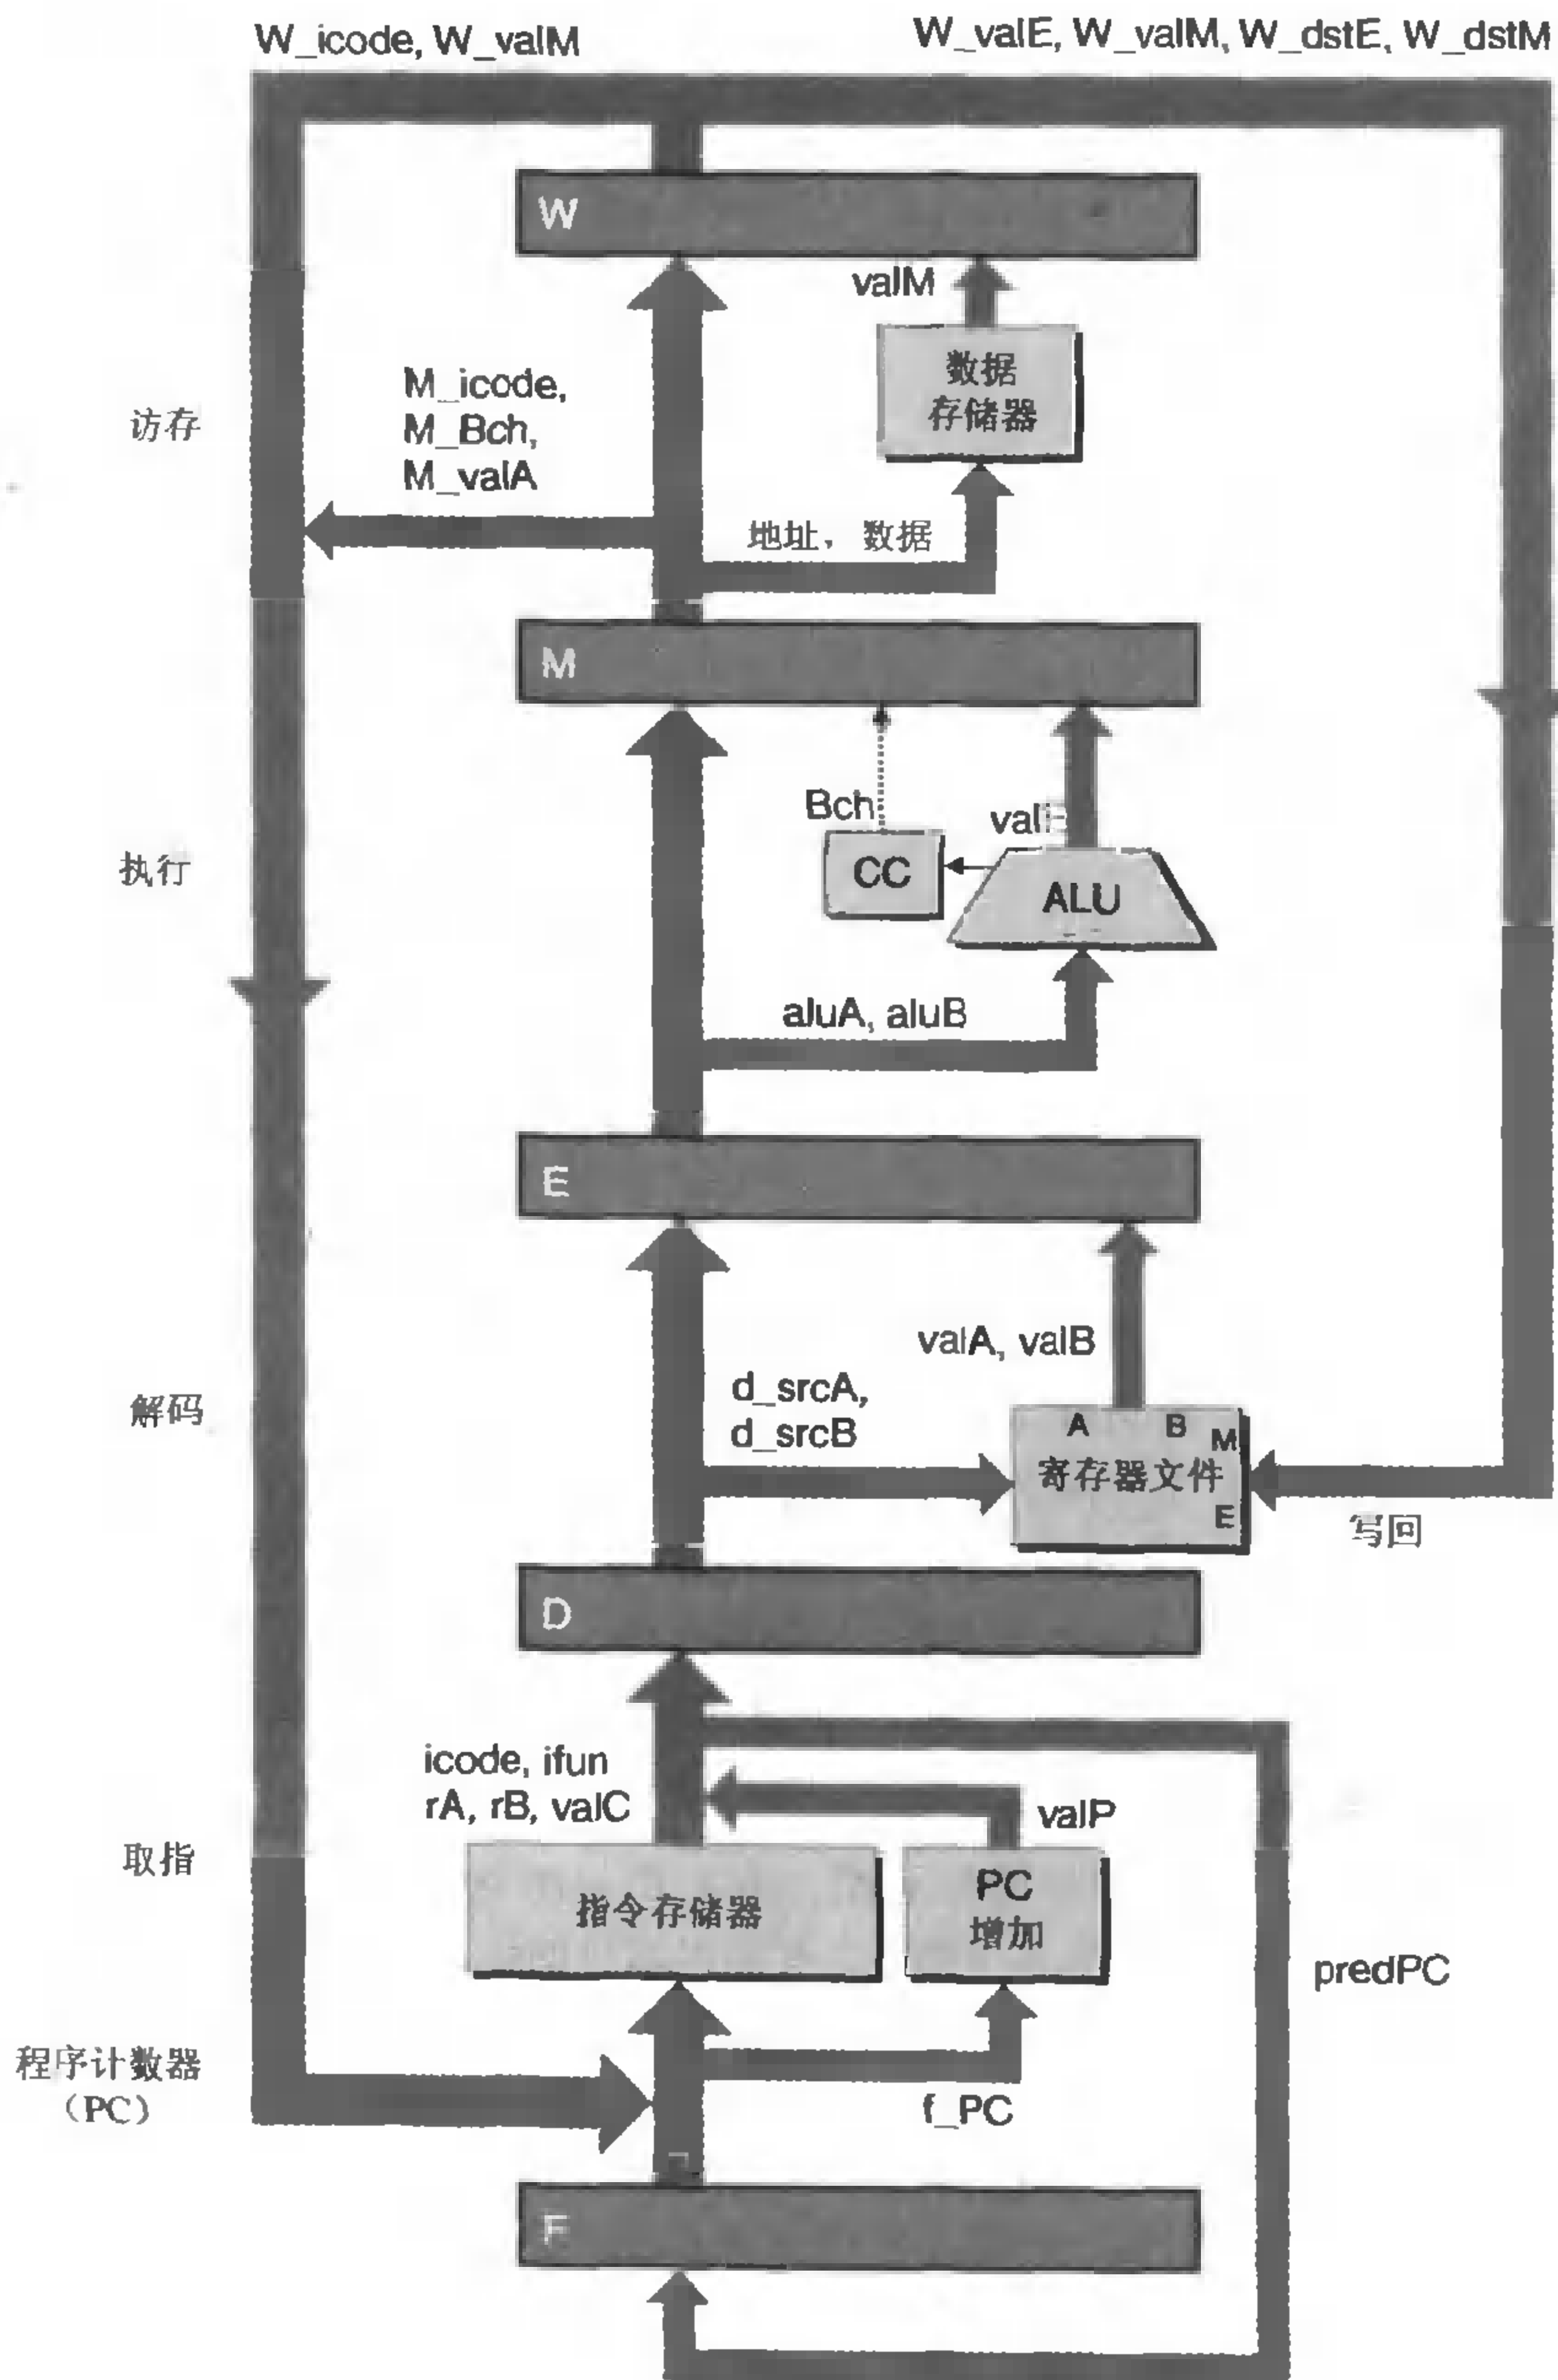 W_icode, W_valM
W_valE, W_valM, W_dstE, W_dstM
W
valM
数据
存储器
M_icode,
M_Bch,
M_valA
访存
地址，数据
M
Bch
valE
CC
ALU
执行
aluA, aluB
E
valA, valB
d_srcA,
d_srcB
解码
A B M
寄存器文件
E
写回
D
icode, ifun
rA, rB, valC
valP
取指
指令存储器
PC
增加
predPC
程序计数器
（PC）
f_PC
F